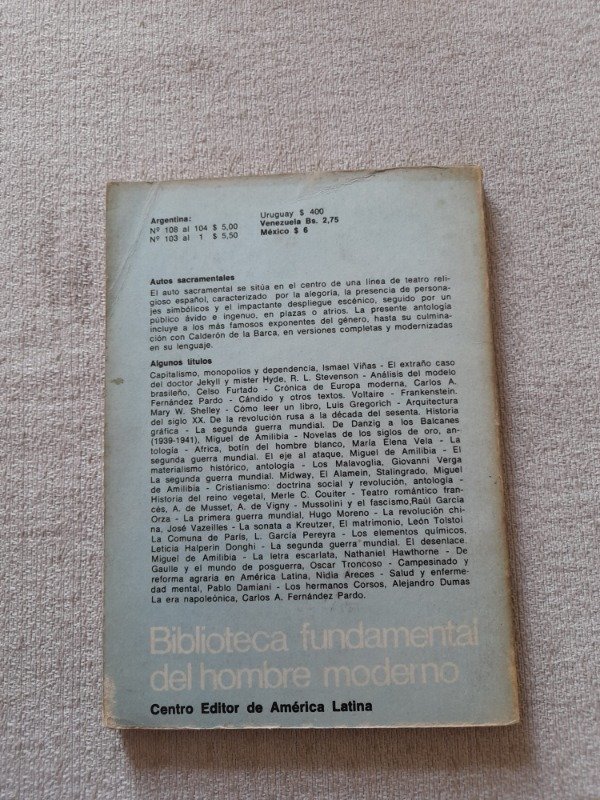 Argentina:
Nº 108 al 104 $ 5,00
Nº 103 al 1 $ 5,50
Uruguay $ 400
Venezuela Bs. 2,75
México $ 6
Autos sacramentales
El auto sacramental se sitúa en el centro de una línea de teatro reli-
gioso español, caracterizado por la alegoría, la presencia de persona-
jes simbólicos y el impactante despliegue escénico, seguido por un
público ávido e ingenuo, en plazas o atrios. La presente antología
incluye a los más famosos exponentes del género, hasta su culmina-
ción con Calderón de la Barca, en versiones completas y modernizadas
en su lenguaje.
Algunos títulos
Capitalismo, monopolios y dependencia, Ismael Viñas - El extraño caso
del doctor Jekyll y mister Hyde, R. L. Stevenson - Análisis del modelo
brasileño, Celso Furtado - Crónica de Europa moderna, Carlos A.
Fernández Pardo - Cándido y otros textos. Voltaire - Frankenstein.
Mary W. Shelley - Cómo leer un libro, Luis Gregorich - Arquitectura
del siglo XX. De la revolución rusa a la década del sesenta. Historia
gráfica - La segunda guerra mundial. De Danzig a los Balcanes
(1939-1941), Miguel de Amilibia - Novelas de los siglos de oro, an-
tología - Africa, botín del hombre blanco, María Elena Vela - La
segunda guerra mundial. El eje al ataque, Miguel de Amilibia - El
materialismo histórico, antología - Los Malavoglia, Giovanni Verga
La segunda guerra mundial. Midway, El Alamein, Stalingrado, Miguel
de Amilibia - Cristianismo: doctrina social y revolución, antología -
Historia del reino vegetal, Merle C. Coulter - Teatro romántico fran-
cés, A. de Musset, A. de Vigny - Mussolini y el fascismo,Raúl García
Orza - La primera guerra mundial, Hugo Moreno - La revolución chi-
na, José Vazeilles - La sonata a Kreutzer, El matrimonio, León Tolstoi
La Comuna de París, L. García Pereyra - Los elementos químicos,
Leticia Halperin Donghi - La segunda guerra mundial. El desenlace,
Miguel de Amilibia - La letra escarlata, Nathaniel Hawthorne - De
Gaulle y el mundo de posguerra, Oscar Troncoso - Campesinado y
reforma agraria en América Latina, Nidia Areces - Salud y enferme-
dad mental, Pablo Damiani - Los hermanos Corsos, Alejandro Dumas
La era napoleónica, Carlos A. Fernández Pardo.
Biblioteca fundamental
del hombre moderno
Centro Editor de América Latina